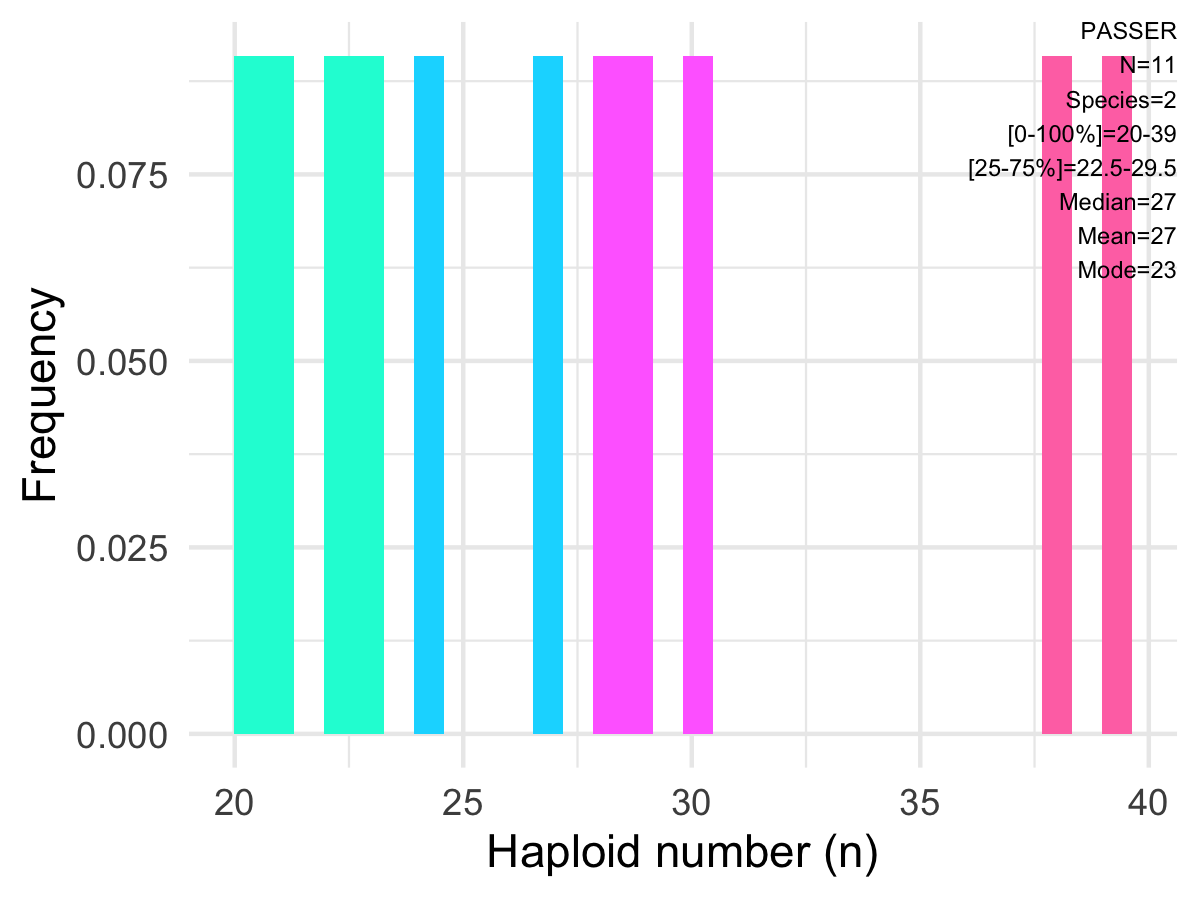 PASSER
N=11
Species=2
[0-100%]=20-39
[25-75%]=22.5-29.5
Median=27
Mean=27
Mode=23
0.075
0.050
0.025
0.000
Frequency
20 25 30 35 40
Haploid number (n)